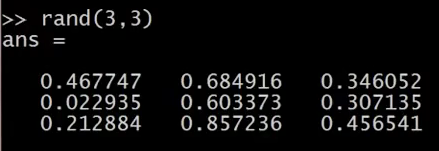 >> rand(3,3)
ans =
0.467747 0.684916 0.346052
0.022935 0.603373 0.307135
0.212884 0.857236 0.456541